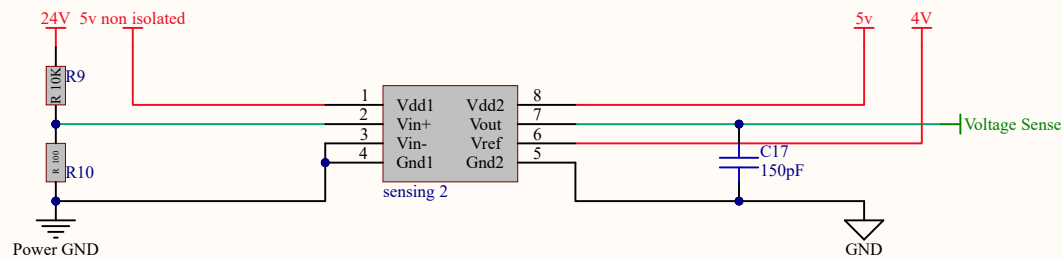 24V 5v non isolated 5v 4V
R 10K R9
1 Vdd1 Vdd2 8
2 Vin+ Vout 7 Voltage Sense
3 Vin- Vref 6
4 Gnd1 Gnd2 5
R 100 R10
C17
150pF
sensing 2
Power GND GND